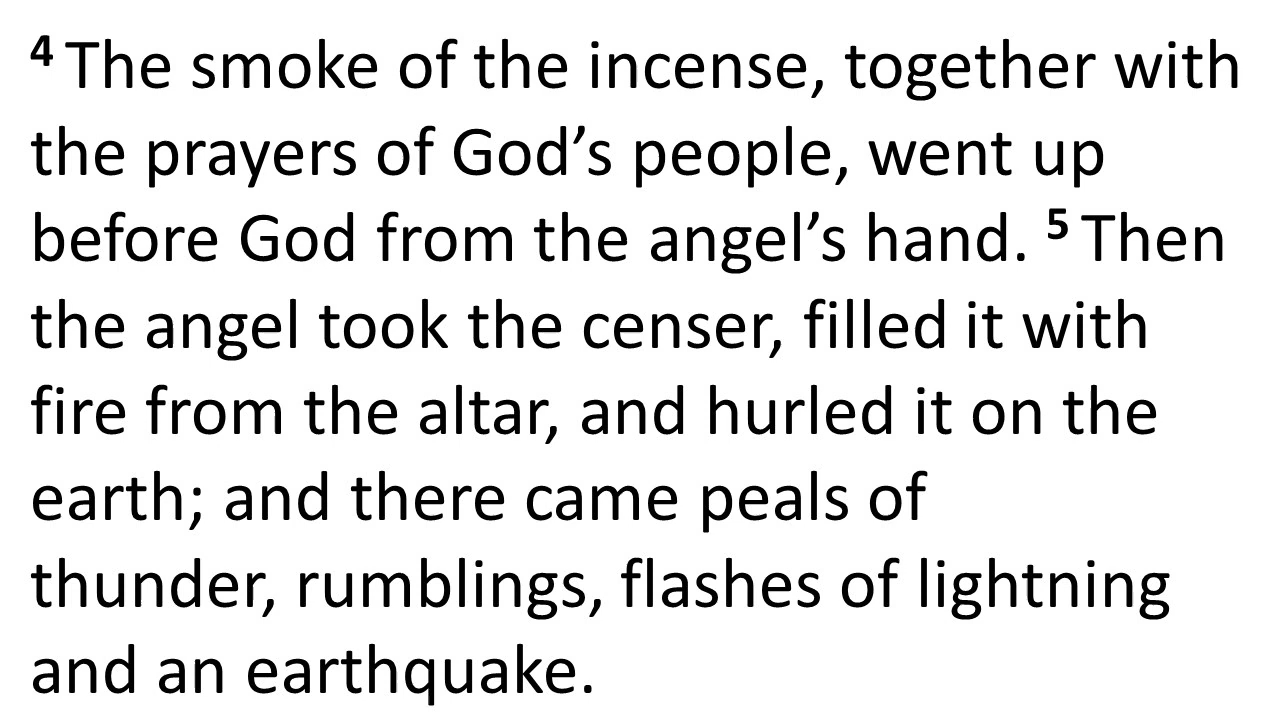 4 The smoke of the incense, together with
the prayers of God’s people, went up
before God from the angel’s hand. 5 Then
the angel took the censer, filled it with
fire from the altar, and hurled it on the
earth; and there came peals of
thunder, rumblings, flashes of lightning
and an earthquake.